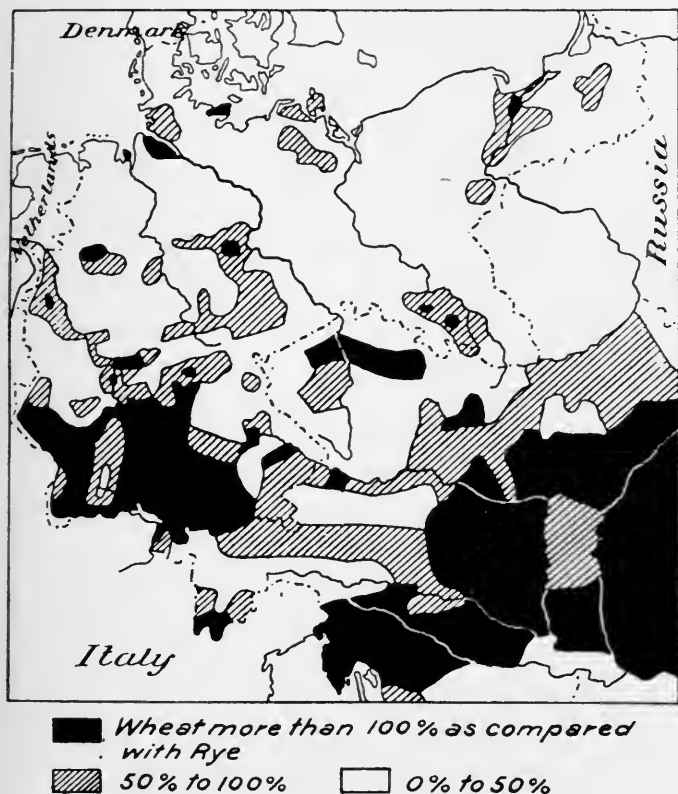 Denmark
Netherlands
Russia
Italy
Wheat more than 100% as compared
with Rye
50% to 100% 0% to 50%